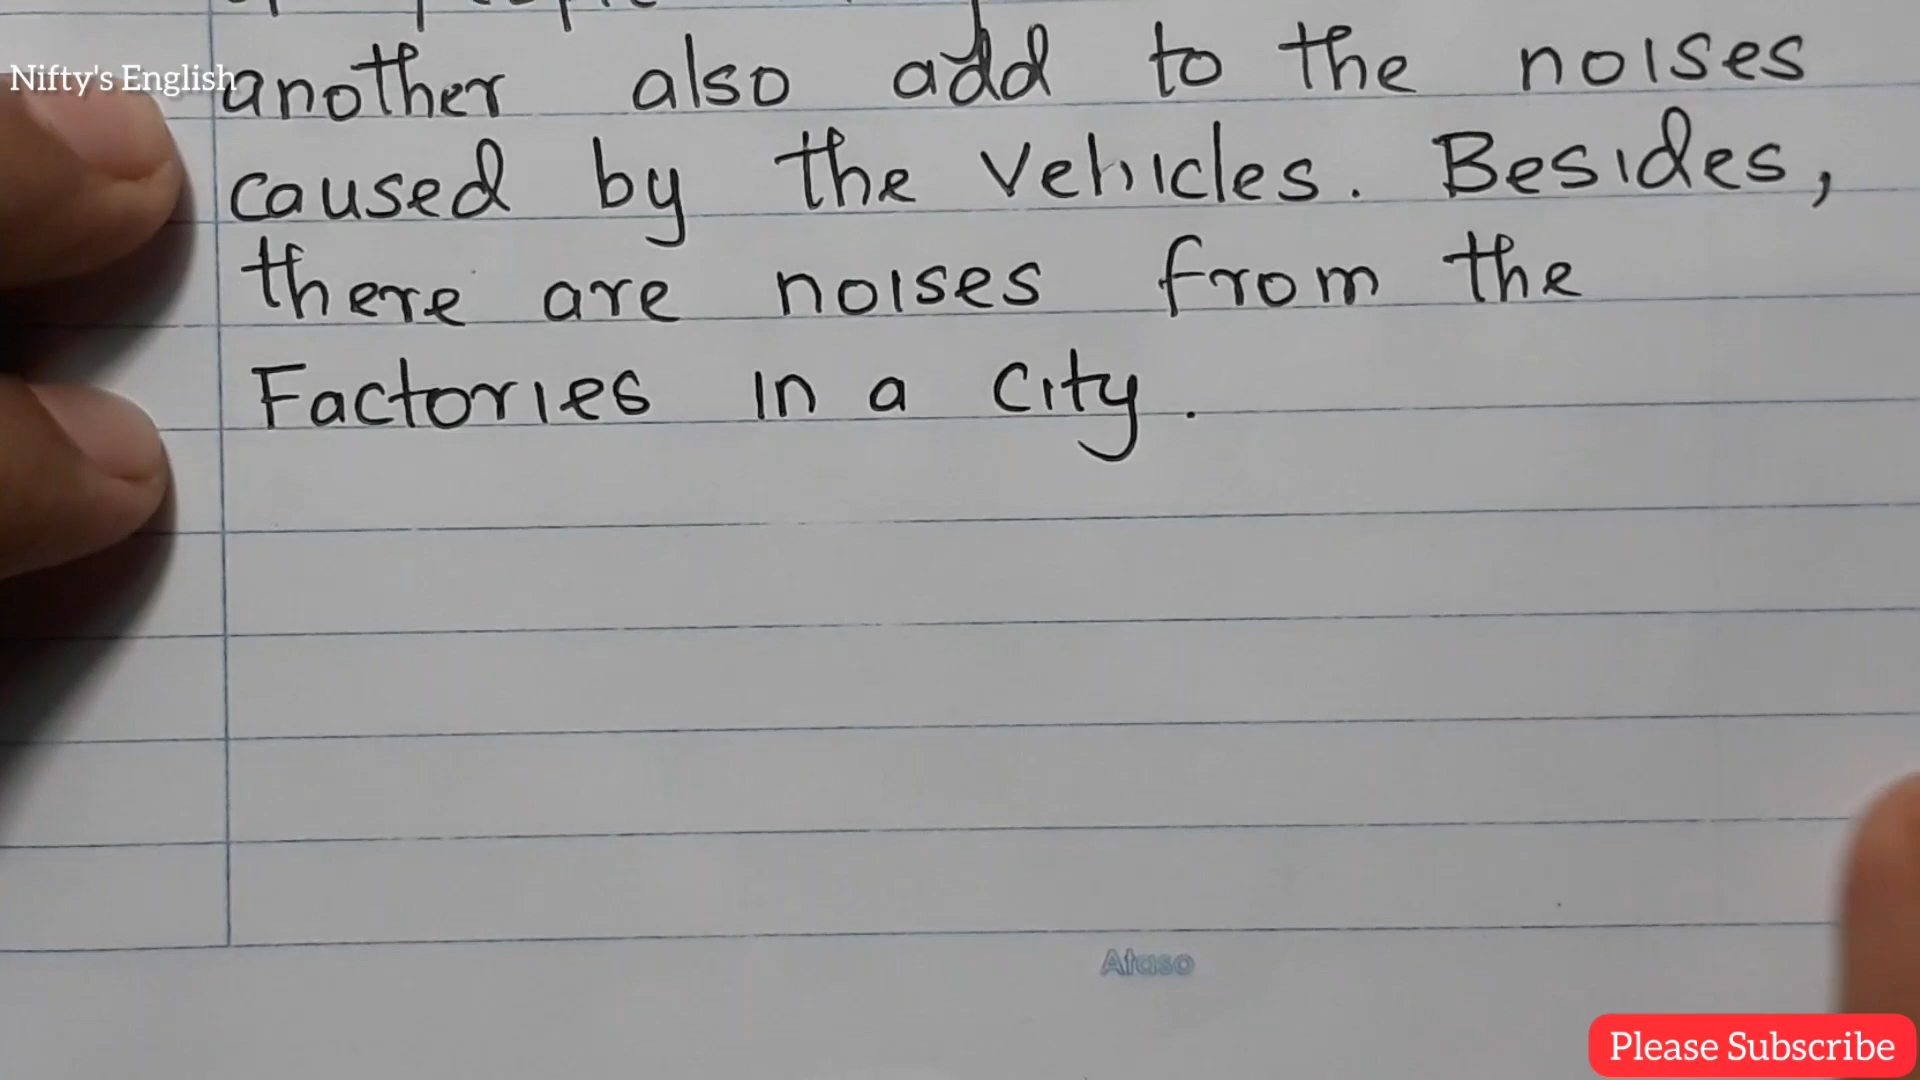 Nifty's English
another also add to the noises
caused by the vehicles. Besides,
there are noises from the
Factories in a city.
Ataso
Please Subscribe